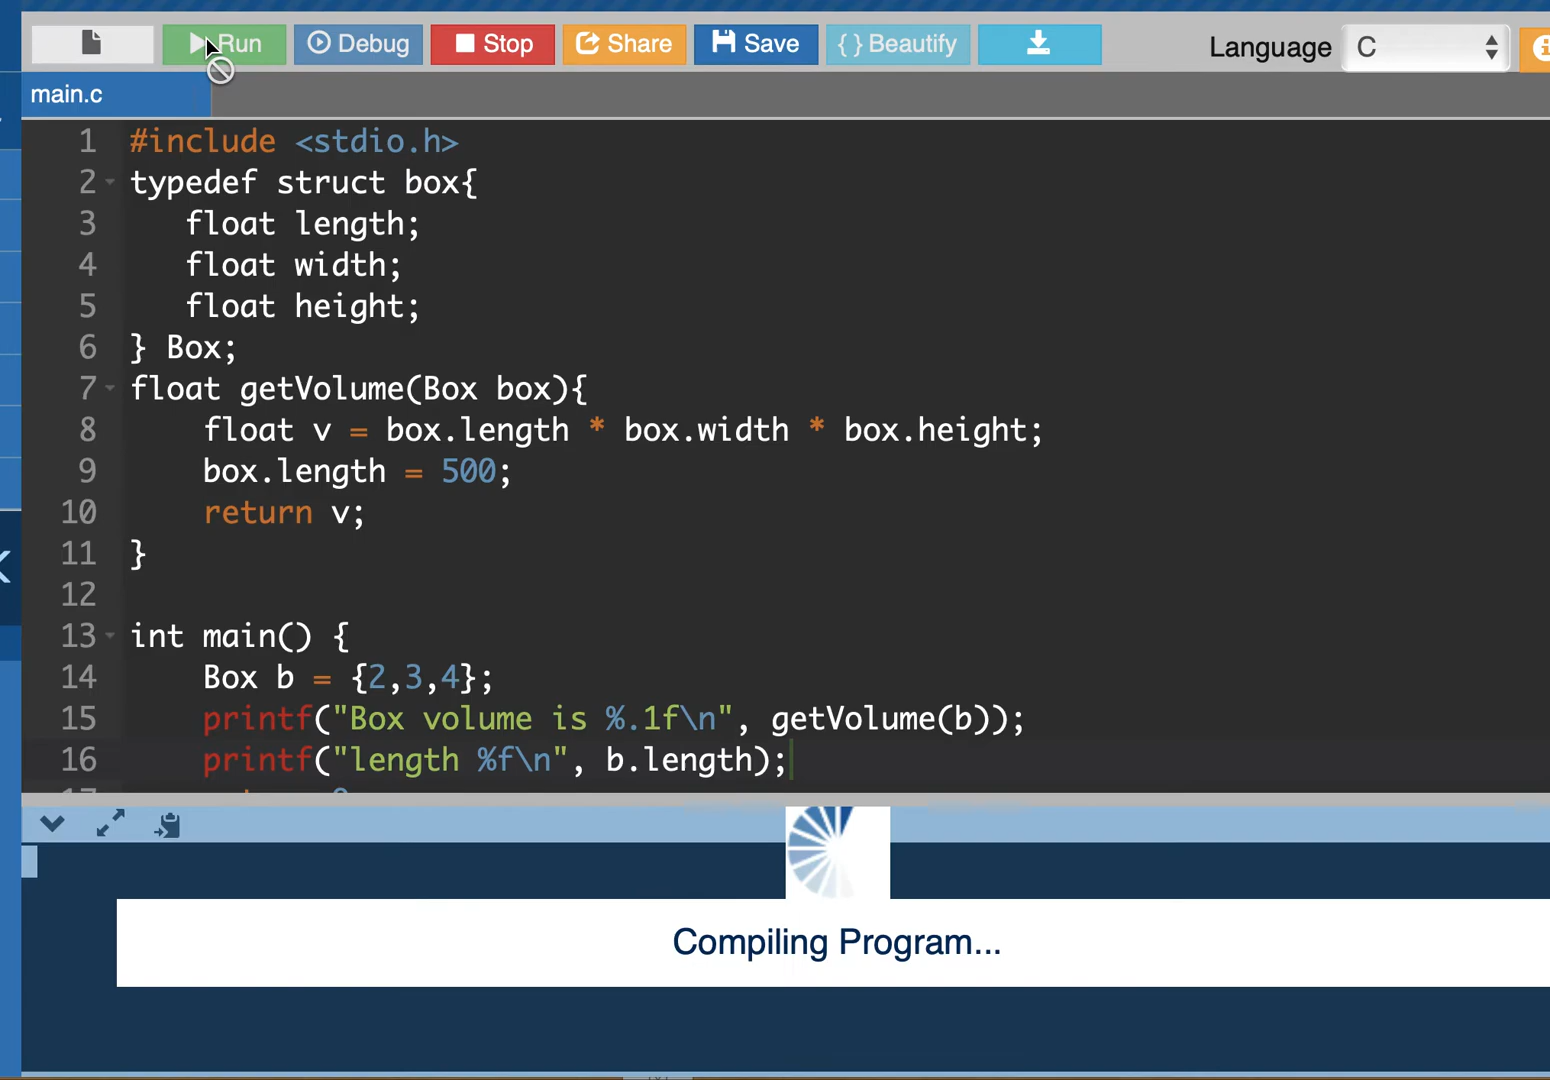 Run Debug Stop Share Save { } Beautify Language C
main.c
1 #include <stdio.h>
2 typedef struct box{
3 float length;
4 float width;
5 float height;
6 } Box;
7 float getVolume(Box box){
8 float v = box.length * box.width * box.height;
9 box.length = 500;
10 return v;
11 }
12
13 int main() {
14 Box b = {2,3,4};
15 printf("Box volume is %.1f\n", getVolume(b));
16 printf("length %f\n", b.length);
Compiling Program...